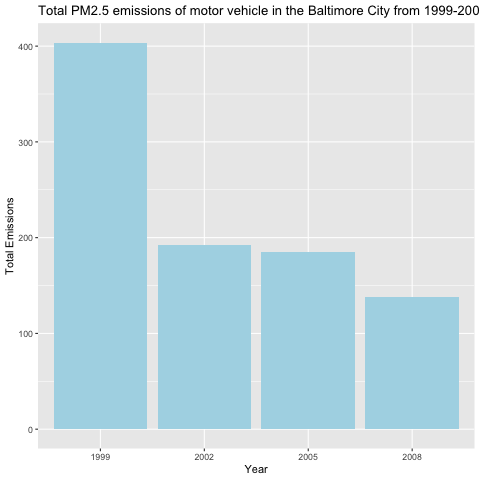 Total PM2.5 emissions of motor vehicle in the Baltimore City from 1999-200
400
300
200
100
0
Total Emissions
1999 2002 2005 2008
Year